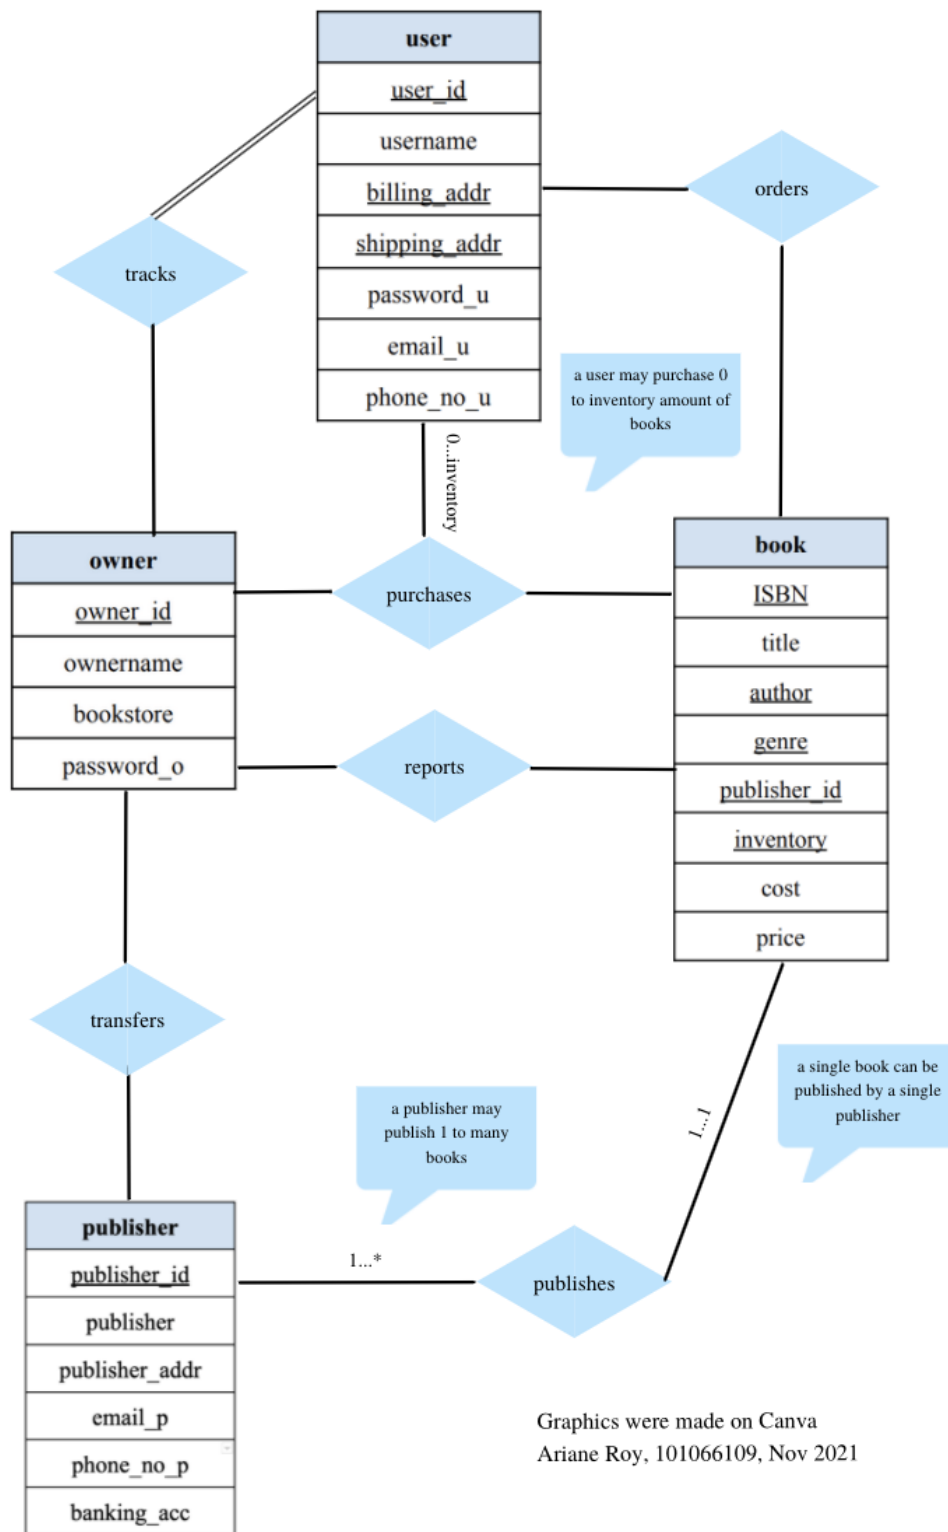 user
user_id
username
billing_addr
shipping_addr
password_u
email_u
phone_no_u
orders
tracks
a user may purchase 0
to inventory amount of
books
0...inventory
owner
owner_id
ownername
bookstore
password_o
purchases
reports
book
ISBN
title
author
genre
publisher_id
inventory
cost
price
transfers
a single book can be
published by a single
publisher
1...1
a publisher may
publish 1 to many
books
1...*
publishes
publisher
publisher_id
publisher
publisher_addr
email_p
phone_no_p
banking_acc
Graphics were made on Canva
Ariane Roy, 101066109, Nov 2021